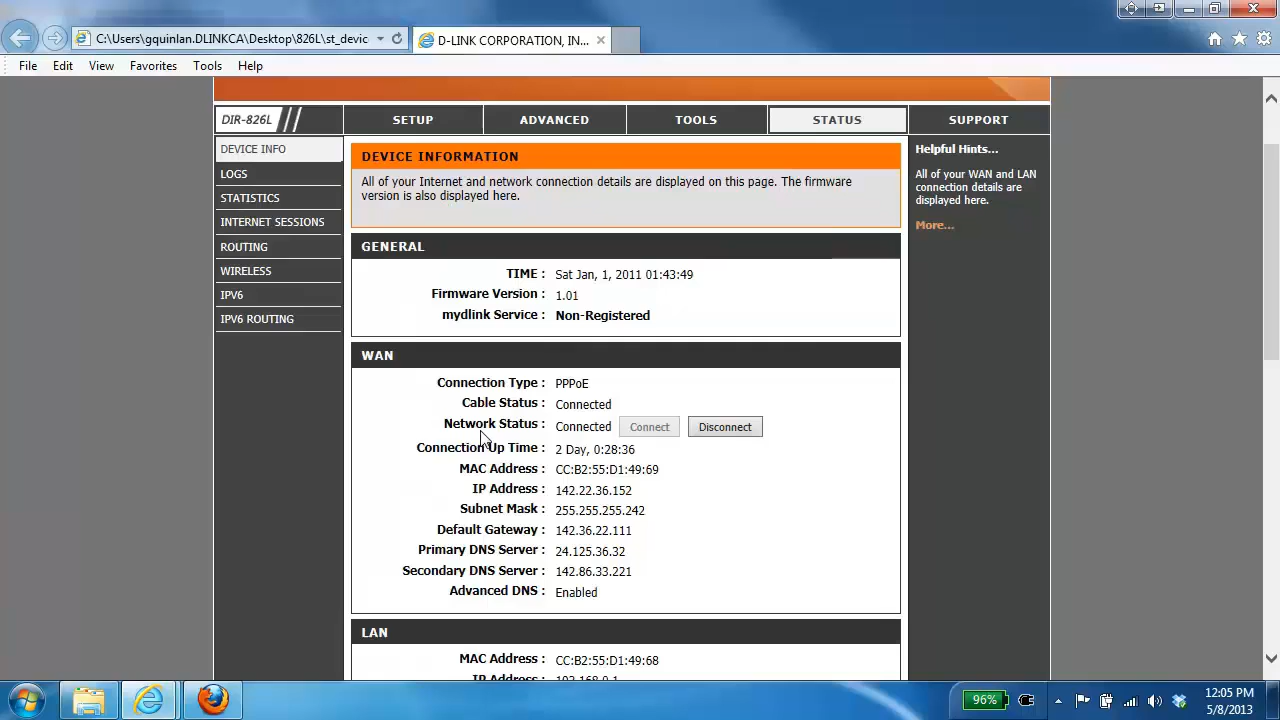 C:\Users\gquinlan.DLINKCA\Desktop\826L\st_devic
D-LINK CORPORATION, IN...
File Edit View Favorites Tools Help
DIR-826L
SETUP ADVANCED TOOLS STATUS SUPPORT
DEVICE INFO
LOGS
STATISTICS
INTERNET SESSIONS
ROUTING
WIRELESS
IPV6
IPV6 ROUTING
DEVICE INFORMATION
All of your Internet and network connection details are displayed on this page. The firmware
version is also displayed here.
GENERAL
TIME : Sat Jan, 1, 2011 01:43:49
Firmware Version : 1.01
mydlink Service : Non-Registered
WAN
Connection Type : PPPoE
Cable Status : Connected
Network Status : Connected Connect Disconnect
Connection Up Time : 2 Day, 0:28:36
MAC Address : CC:B2:55:D1:49:69
IP Address : 142.22.36.152
Subnet Mask : 255.255.255.242
Default Gateway : 142.36.22.111
Primary DNS Server : 24.125.36.32
Secondary DNS Server : 142.86.33.221
Advanced DNS : Enabled
LAN
MAC Address : CC:B2:55:D1:49:68
IP Address : 192.168.0.1
Helpful Hints...
All of your WAN and LAN
connection details are
displayed here.
More...
96%
12:05 PM
5/8/2013